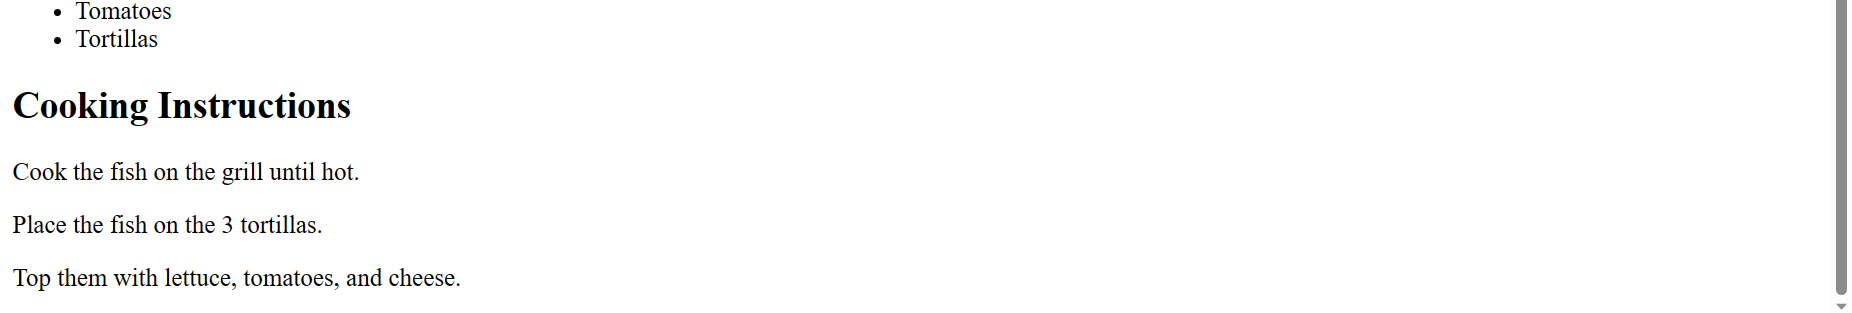 Tomatoes
Tortillas
Cooking Instructions
Cook the fish on the grill until hot.
Place the fish on the 3 tortillas.
Top them with lettuce, tomatoes, and cheese.